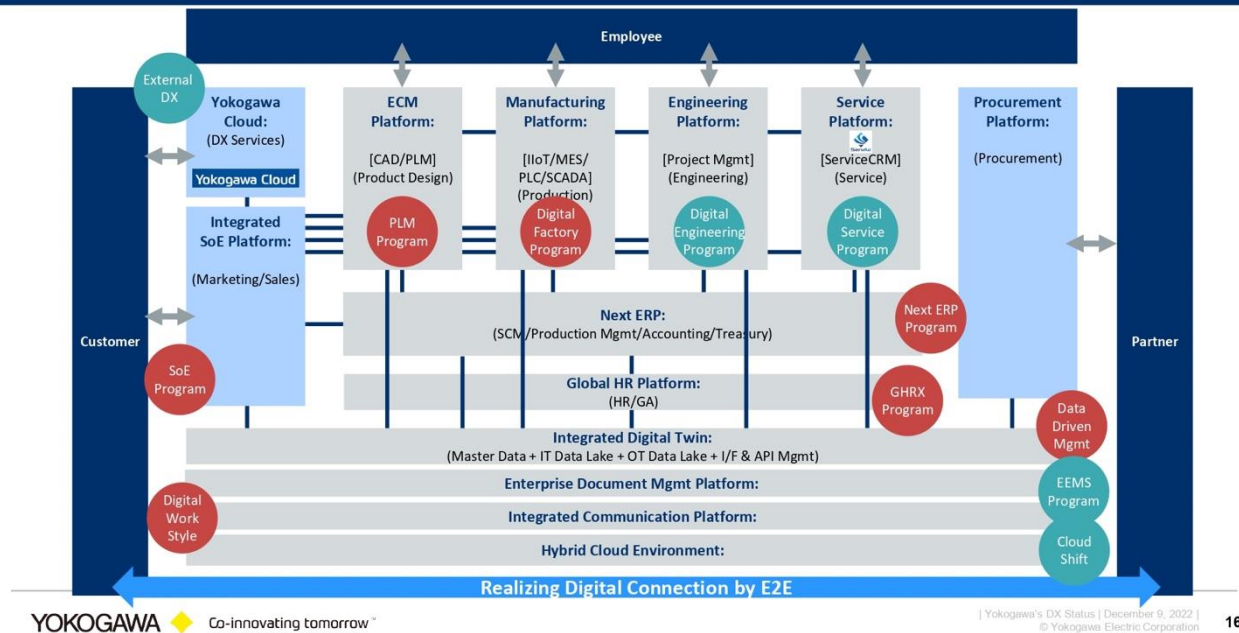 Employee
External
DX
Yokogawa
Cloud:
(DX Services)
Yokogawa Cloud
ECM
Platform:
[CAD/PLM]
(Product Design)
PLM
Program
Manufacturing
Platform:
[IIoT/MES/
PLC/SCADA]
(Production)
Digital
Factory
Program
Engineering
Platform:
[Project Mgmt]
(Engineering)
Digital
Engineering
Program
Service
Platform:
[ServiceCRM]
(Service)
Digital
Service
Program
Procurement
Platform:
(Procurement)
Integrated
SoE Platform:
(Marketing/Sales)
Customer
Partner
SoE
Program
Next ERP:
(SCM/Production Mgmt/Accounting/Treasury)
Next ERP
Program
Global HR Platform:
(HR/GA)
GHRX
Program
Data
Driven
Mgmt
Integrated Digital Twin:
(Master Data + IT Data Lake + OT Data Lake + I/F & API Mgmt)
Enterprise Document Mgmt Platform:
EEMS
Program
Digital
Work
Style
Integrated Communication Platform:
Hybrid Cloud Environment:
Cloud
Shift
Realizing Digital Connection by E2E
YOKOGAWA Co-innovating tomorrow™
| Yokogawa's DX Status | December 9, 2022 |
© Yokogawa Electric Corporation
16